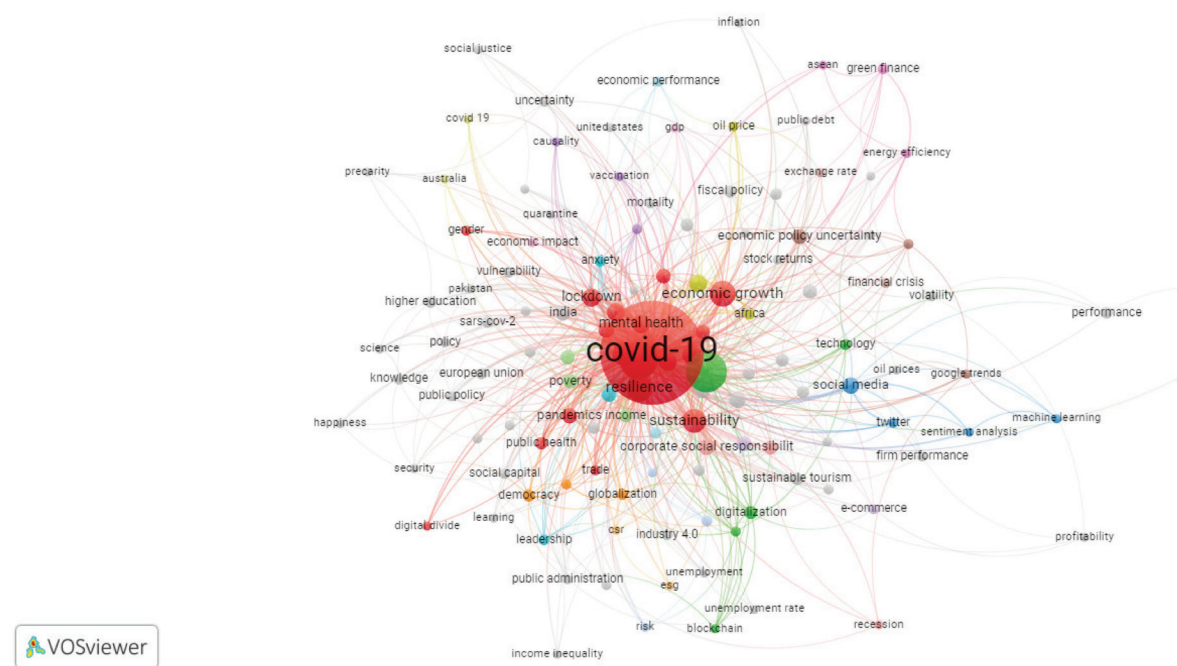 inflation
social justice
asean
green finance
economic performance
uncertainty
covid 19
united states
gdp
oil price
public debt
causality
energy efficiency
precarity
australia
vaccination
exchange rate
fiscal policy
mortality
quarantine
gender
economic impact
economic policy uncertainty
anxiety
stock returns
vulnerability
financial crisis
pakistan
economic growth
volatility
higher education
lockdown
india
africa
performance
sars-cov-2
mental health
policy
technology
science
covid-19
european union
oil prices
google trends
knowledge
poverty
resilience
social media
public policy
happiness
pandemics
income
sustainability
twitter
machine learning
sentiment analysis
public health
corporate social responsibilit
firm performance
security
social capital
trade
sustainable tourism
democracy
globalization
e-commerce
digital divide
learning
digitalization
leadership
csr
industry 4.0
profitability
public administration
unemployment
esg
unemployment rate
risk
blockchain
recession
income inequality
VOSviewer